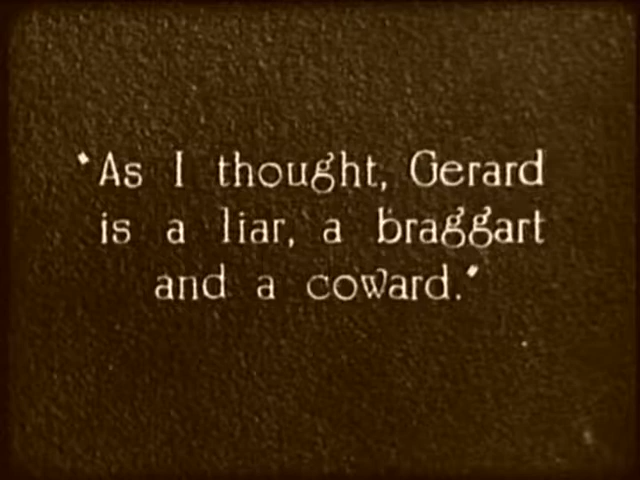 "As I thought, Gerard
is a liar, a braggart
and a coward."